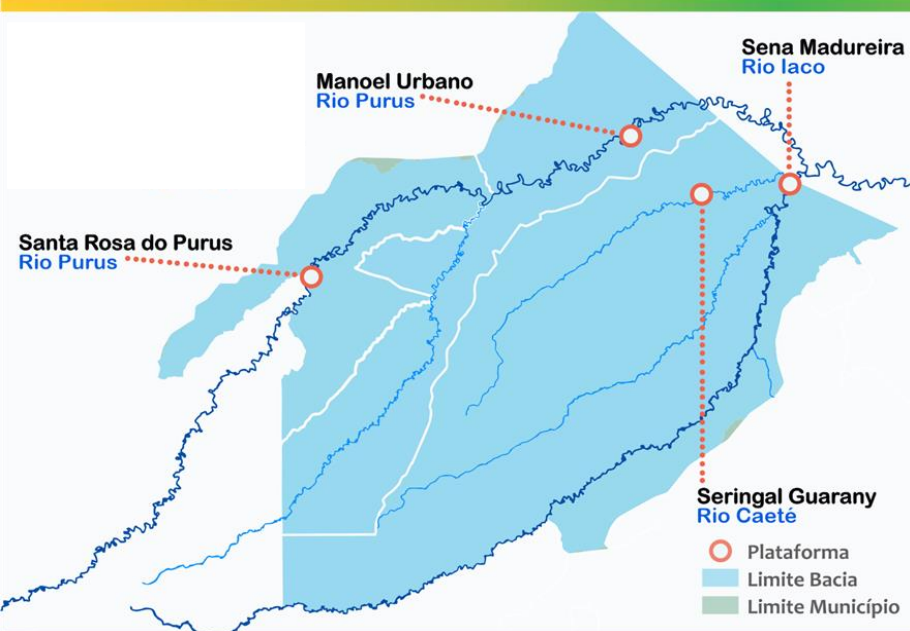 Sena Madureira
Rio Iaco
Manoel Urbano
Rio Purus
Santa Rosa do Purus
Rio Purus
Seringal Guarany
Rio Caeté
Plataforma
Limite Bacia
Limite Município